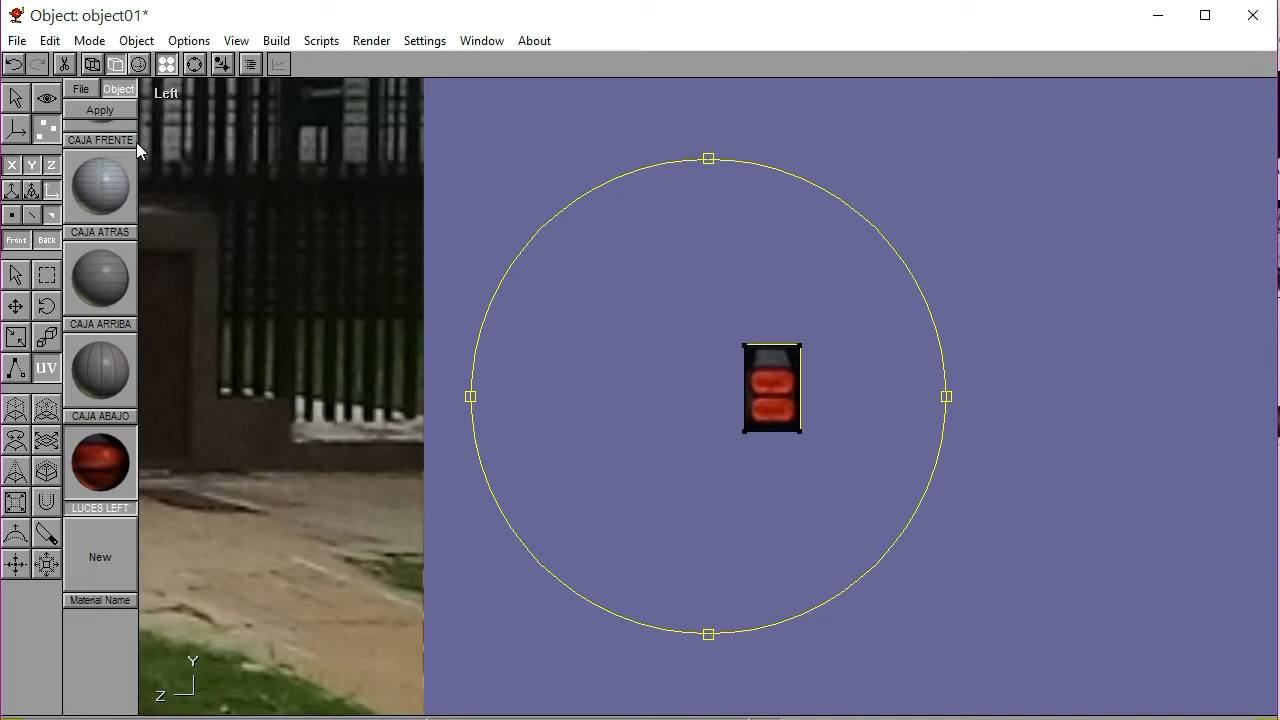 Object: object01*
File Edit Mode Object Options View Build Scripts Render Settings Window About
File Object
Left
Apply
CAJA FRENTE
X Y Z
CAJA ATRAS
Front Back
CAJA ARRIBA
UV
CAJA ABAJO
LUCES LEFT
New
Material Name
Y
Z